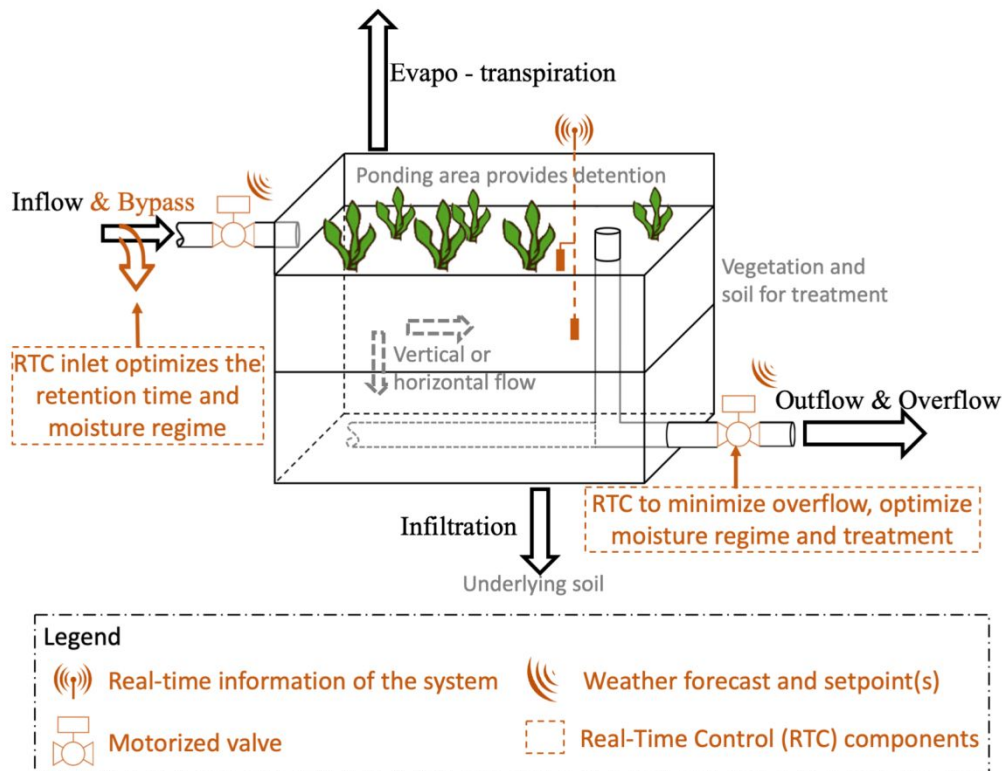 Evapo - transpiration
Ponding area provides detention
Inflow & Bypass
Vegetation and
soil for treatment
Vertical or
horizontal flow
RTC inlet optimizes the
retention time and
moisture regime
Outflow & Overflow
RTC to minimize overflow, optimize
moisture regime and treatment
Infiltration
Underlying soil
Legend
Real-time information of the system
Weather forecast and setpoint(s)
Motorized valve
Real-Time Control (RTC) components